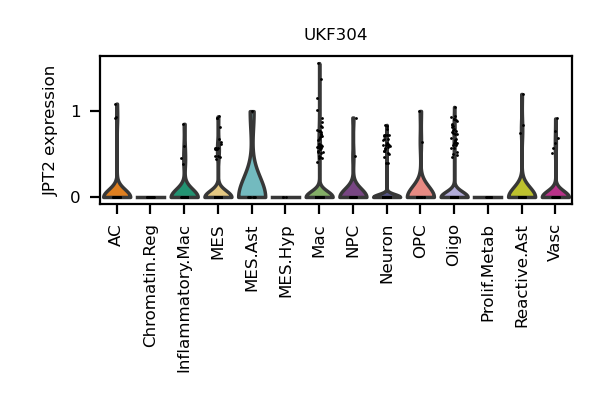 UKF304
JPT2 expression
1
0
AC
Chromatin.Reg
Inflammatory.Mac
MES
MES.Ast
MES.Hyp
Mac
NPC
Neuron
OPC
Oligo
Prolif.Metab
Reactive.Ast
Vasc